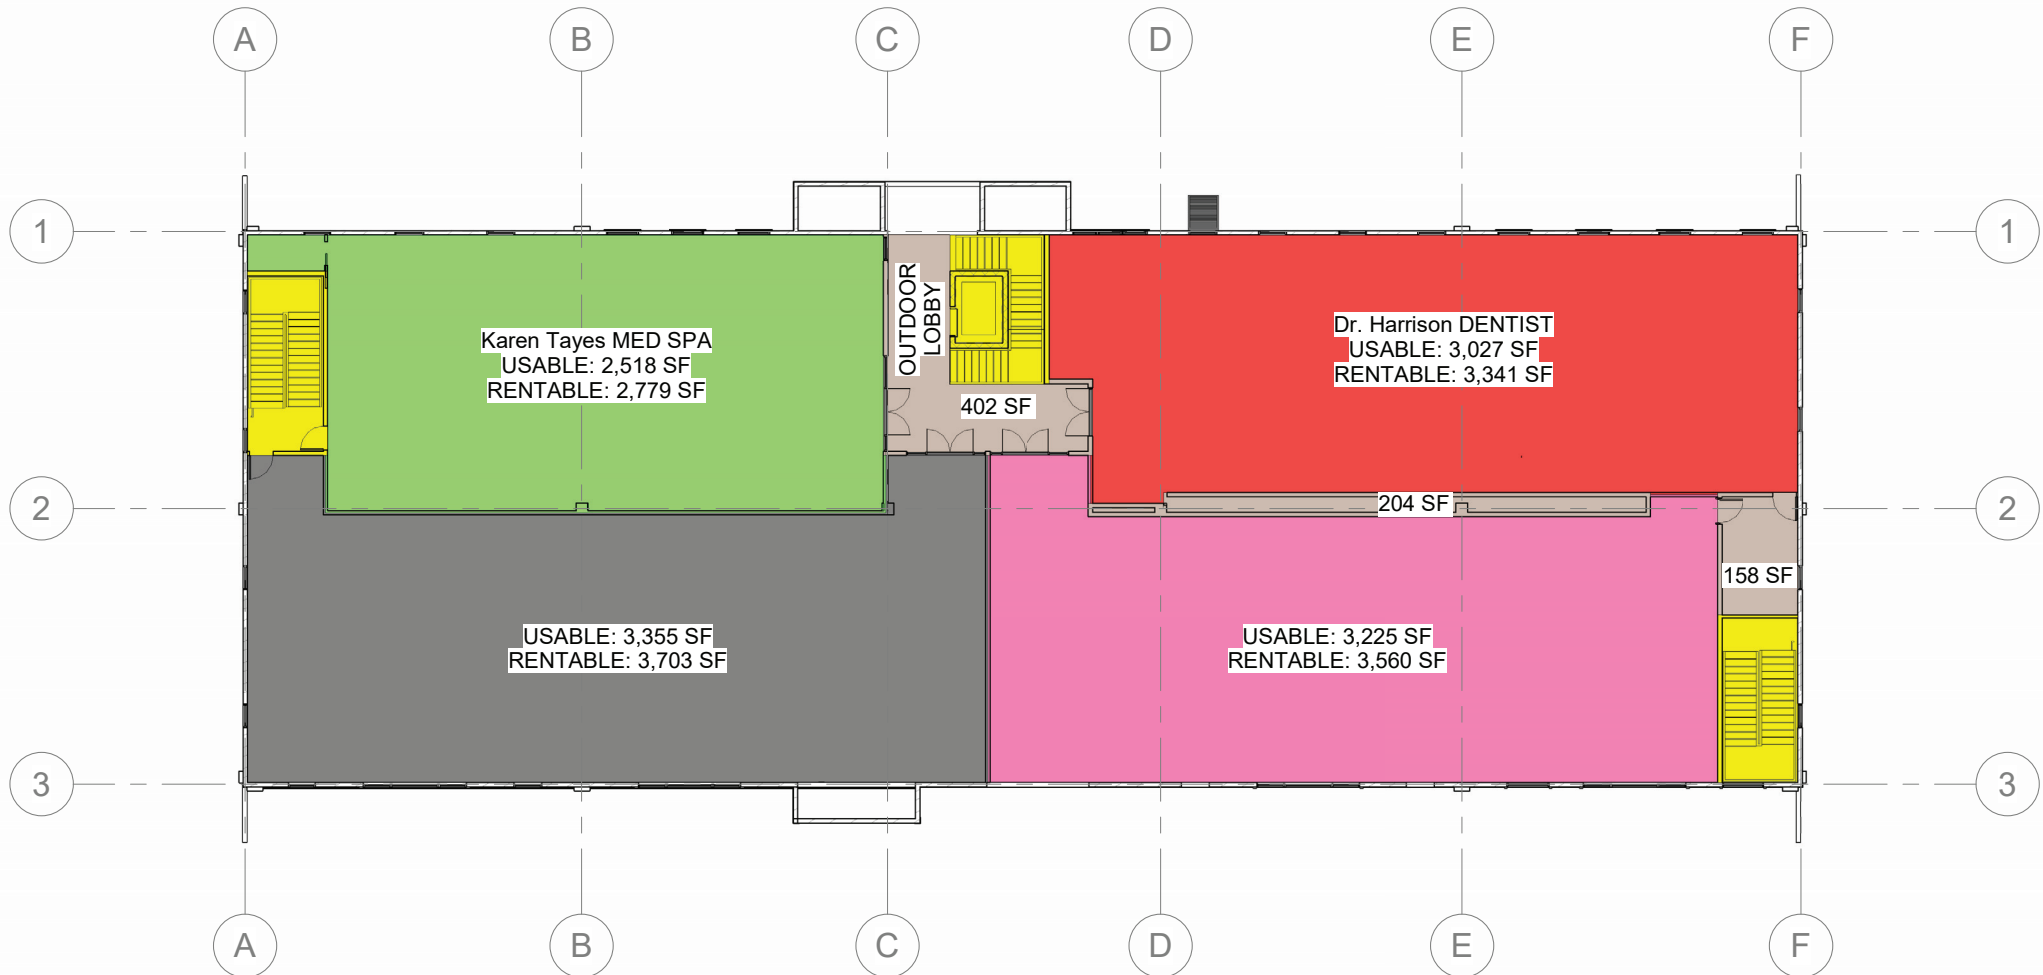 A B C D E F
1 1
OUTDOOR
LOBBY
Karen Tayes MED SPA
USABLE: 2,518 SF
RENTABLE: 2,779 SF
Dr. Harrison DENTIST
USABLE: 3,027 SF
RENTABLE: 3,341 SF
402 SF
204 SF
2 2
158 SF
USABLE: 3,355 SF
RENTABLE: 3,703 SF
USABLE: 3,225 SF
RENTABLE: 3,560 SF
3 3
A B C D E F